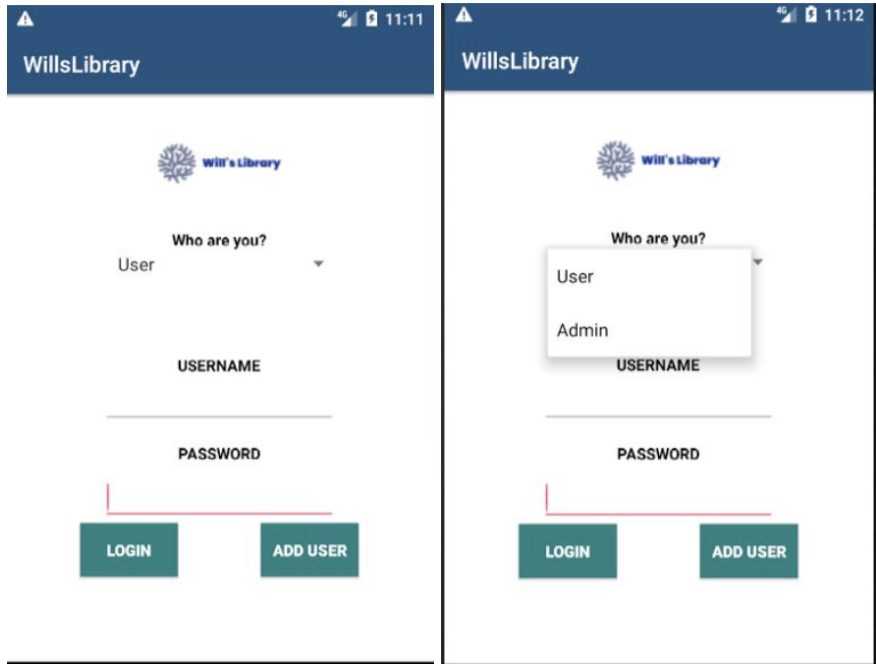 4G 11:11
WillsLibrary
Will's Library
Who are you?
User
USERNAME
PASSWORD
LOGIN ADD USER
4G 11:12
WillsLibrary
Will's Library
Who are you?
User
Admin
USERNAME
PASSWORD
LOGIN ADD USER